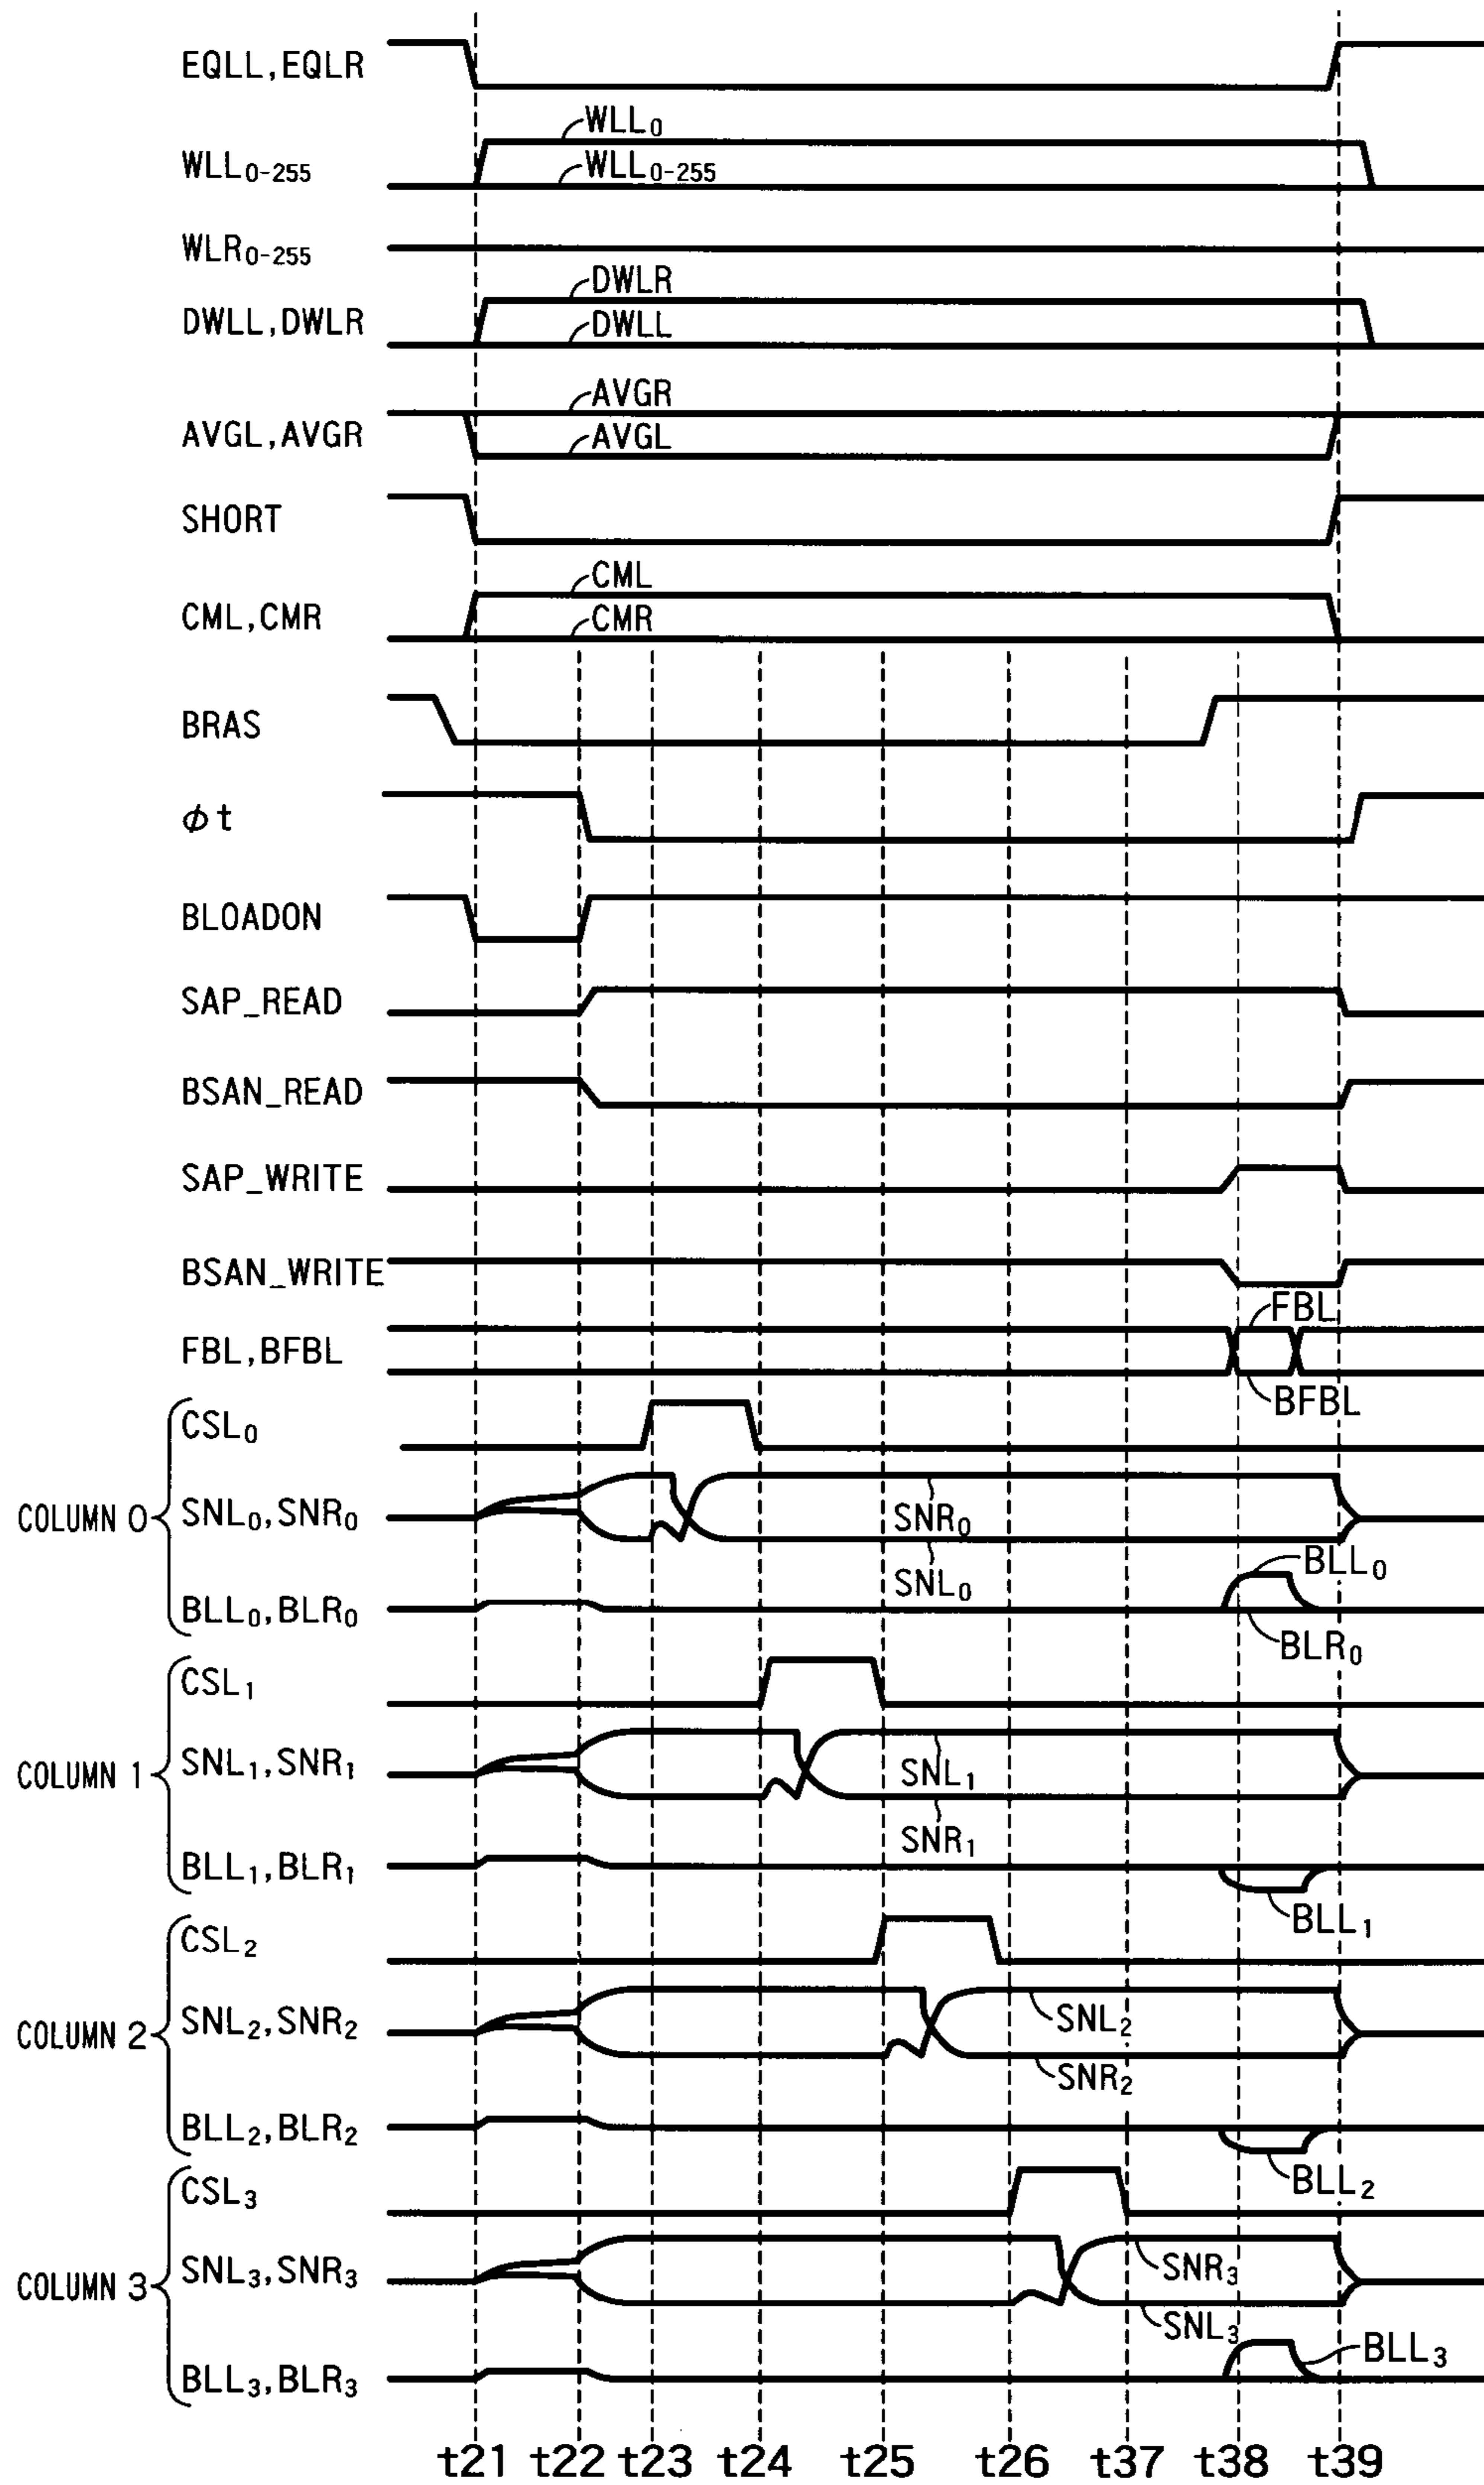 EQLL,EQLR
WLL0
WLL0-255
WLL0-255
WLR0-255
DWLR
DWLL,DWLR
DWLL
AVGR
AVGL,AVGR
AVGL
SHORT
CML
CML,CMR
CMR
BRAS
φt
BLOADON
SAP_READ
BSAN_READ
SAP_WRITE
BSAN_WRITE
FBL
FBL,BFBL
BFBL
CSL0
COLUMN 0
SNL0,SNR0
SNR0
SNL0
BLL0
BLL0,BLR0
BLR0
CSL1
COLUMN 1
SNL1,SNR1
SNL1
SNR1
BLL1,BLR1
BLL1
CSL2
COLUMN 2
SNL2,SNR2
SNL2
SNR2
BLL2,BLR2
BLL2
CSL3
COLUMN 3
SNL3,SNR3
SNR3
SNL3
BLL3
BLL3,BLR3
t21 t22 t23 t24 t25 t26 t37 t38 t39